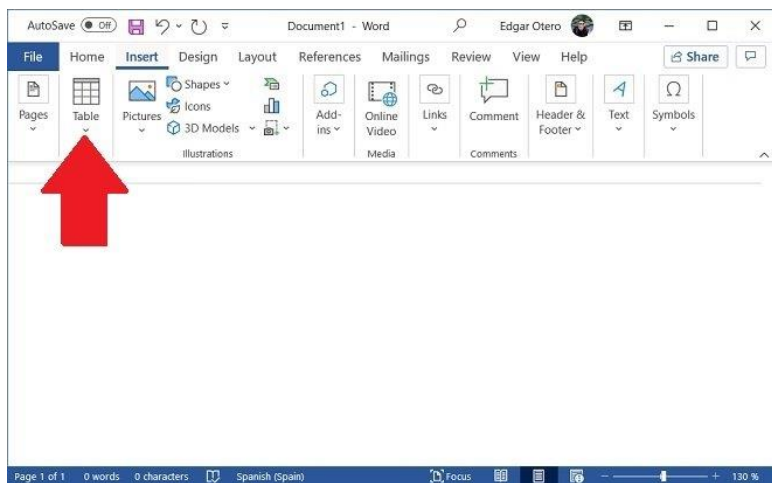 AutoSave Off Document1 - Word Edgar Otero
File Home Insert Design Layout References Mailings Review View Help Share
Pages
Table
Pictures
Shapes
Icons
3D Models
Illustrations
Add-
ins
Online
Video
Media
Links
Comment
Comments
Header &
Footer
Text
Symbols
Page 1 of 1 0 words 0 characters Spanish (Spain) Focus 130 %